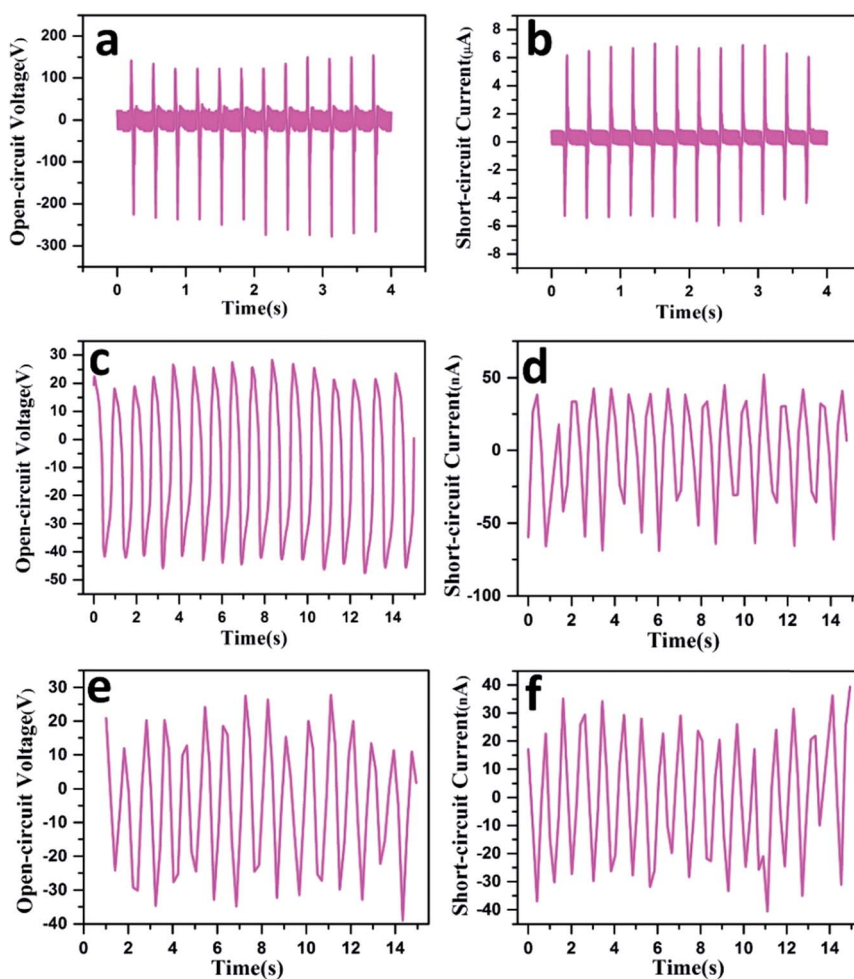 a
Open-circuit Voltage(V)
200
100
0
-100
-200
-300
0 1 2 3 4
Time(s)
b
Short-circuit Current(μA)
8
6
4
2
0
-2
-4
-6
-8
0 1 2 3 4
Time(s)
c
Open-circuit Voltage(V)
30
20
10
0
-10
-20
-30
-40
-50
0 2 4 6 8 10 12 14
Time(s)
d
Short-circuit Current(nA)
50
0
-50
-100
0 2 4 6 8 10 12 14
Time(s)
e
Open-circuit Voltage(V)
30
20
10
0
-10
-20
-30
-40
0 2 4 6 8 10 12 14
Time(s)
f
Short-circuit Current(nA)
40
30
20
10
0
-10
-20
-30
-40
0 2 4 6 8 10 12 14
Time(s)